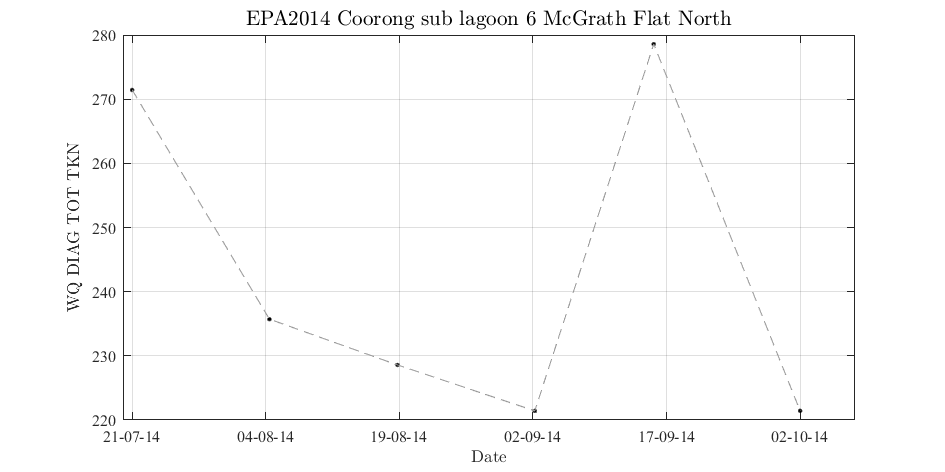 EPA2014 Coorong sub lagoon 6 McGrath Flat North
WQ DIAG TOT TKN
280
270
260
250
240
230
220
21-07-14 04-08-14 19-08-14 02-09-14 17-09-14 02-10-14
Date